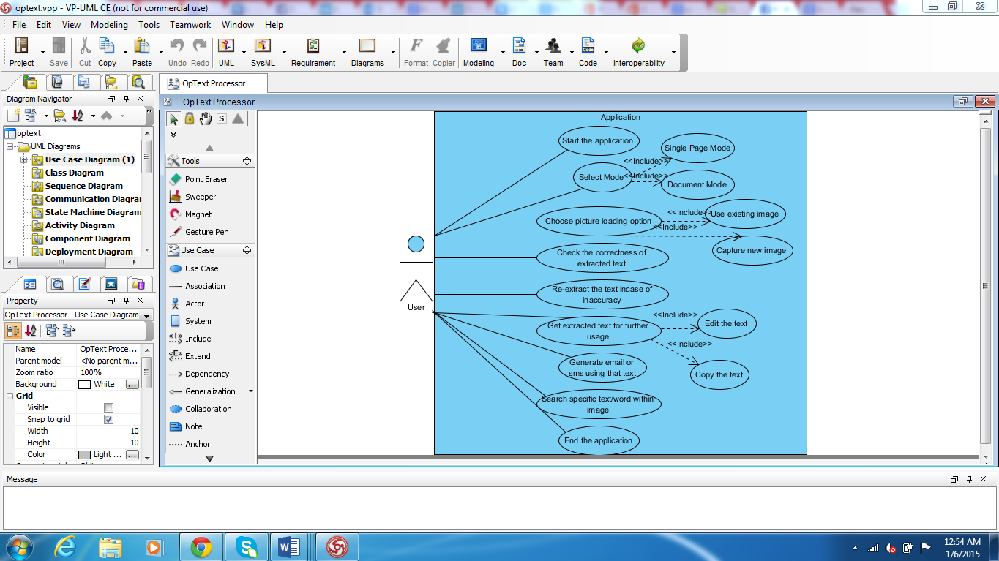 optext.vpp - VP-UML CE (not for commercial use)
File Edit View Modeling Tools Teamwork Window Help
Project Save Cut Copy Paste Undo Redo UML SysML Requirement Diagrams Format Copier Modeling Doc Team Code Interoperability
OpText Processor
Diagram Navigator
OpText Processor
optext
UML Diagrams
Use Case Diagram (1)
Class Diagram
Sequence Diagram
Communication Diagra
State Machine Diagram
Activity Diagram
Component Diagram
Deployment Diagram
Property
OpText Processor - Use Case Diagram
Name OpText Proce...
Parent model <No parent m...
Zoom ratio 100%
Background White
Grid
Visible
Snap to grid
Width 10
Height 10
Color Light ...
S
Tools
Point Eraser
Sweeper
Magnet
Gesture Pen
Use Case
Use Case
Association
Actor
System
Include
Extend
Dependency
Generalization
Collaboration
Note
Anchor
Application
Start the application
Single Page Mode
<<Include>>
Select Mode
<<Include>>
Document Mode
Choose picture loading option
<<Include>>
Use existing image
<<Include>>
Capture new image
Check the correctness of
extracted text
Re-extract the text incase of
inaccuracy
User
Get extracted text for further
usage
<<Include>>
Edit the text
<<Include>>
Copy the text
Generate email or
sms using that text
Search specific text/word within
image
End the application
Message
12:54 AM
1/6/2015